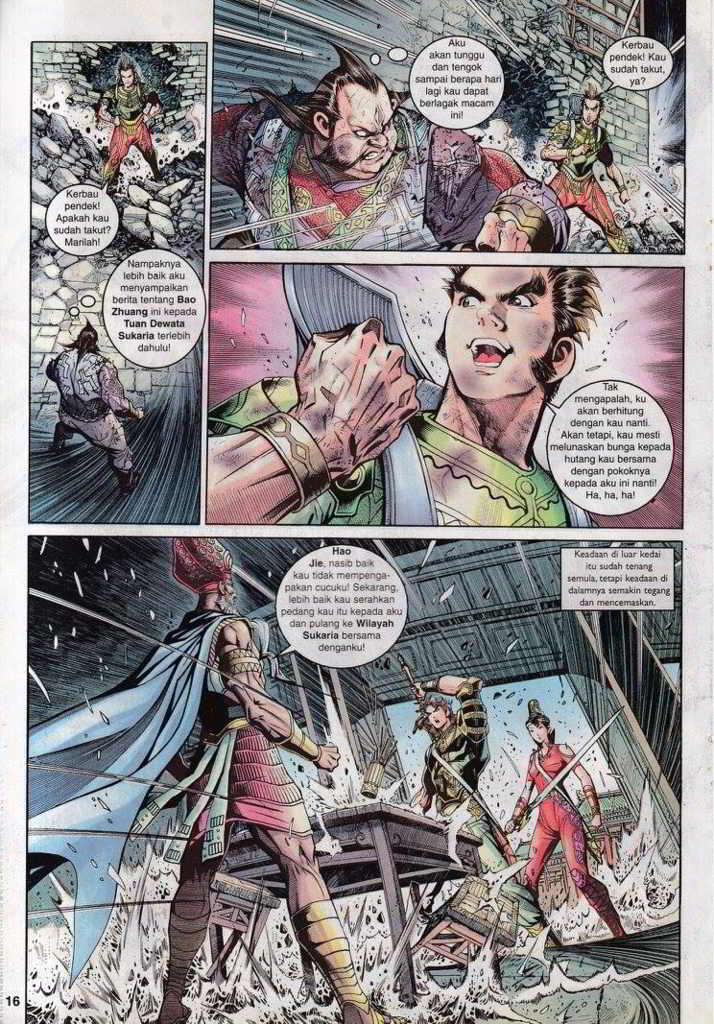 Kerbau
pendek!
Apakah kau
sudah takut?
Marilah!
Nampaknya
lebih baik aku
menyampaikan
berita tentang Bao
Zhuang ini kepada
Tuan Dewata
Sukaria terlebih
dahulu!
Aku
akan tunggu
dan tengok
sampai berapa hari
lagi kau dapat
berlagak macam
ini!
Kerbau
pendek! Kau
sudah takut,
ya?
Tak
mengapalah, ku
akan berhitung
dengan kau nanti.
Akan tetapi, kau mesti
melunaskan bunga kepada
hutang kau bersama
dengan pokoknya
kepada aku ini nanti!
Ha, ha, ha!
Hao
Jie, nasib baik
kau tidak mempenga-
pakan cucuku! Sekarang,
lebih baik kau serahkan
pedang kau itu kepada aku
dan pulang ke Wilayah
Sukaria bersama
denganku!
Keadaan di luar kedai
itu sudah tenang
semula, tetapi keadaan di
dalamnya semakin tegang
dan mencemaskan.
16